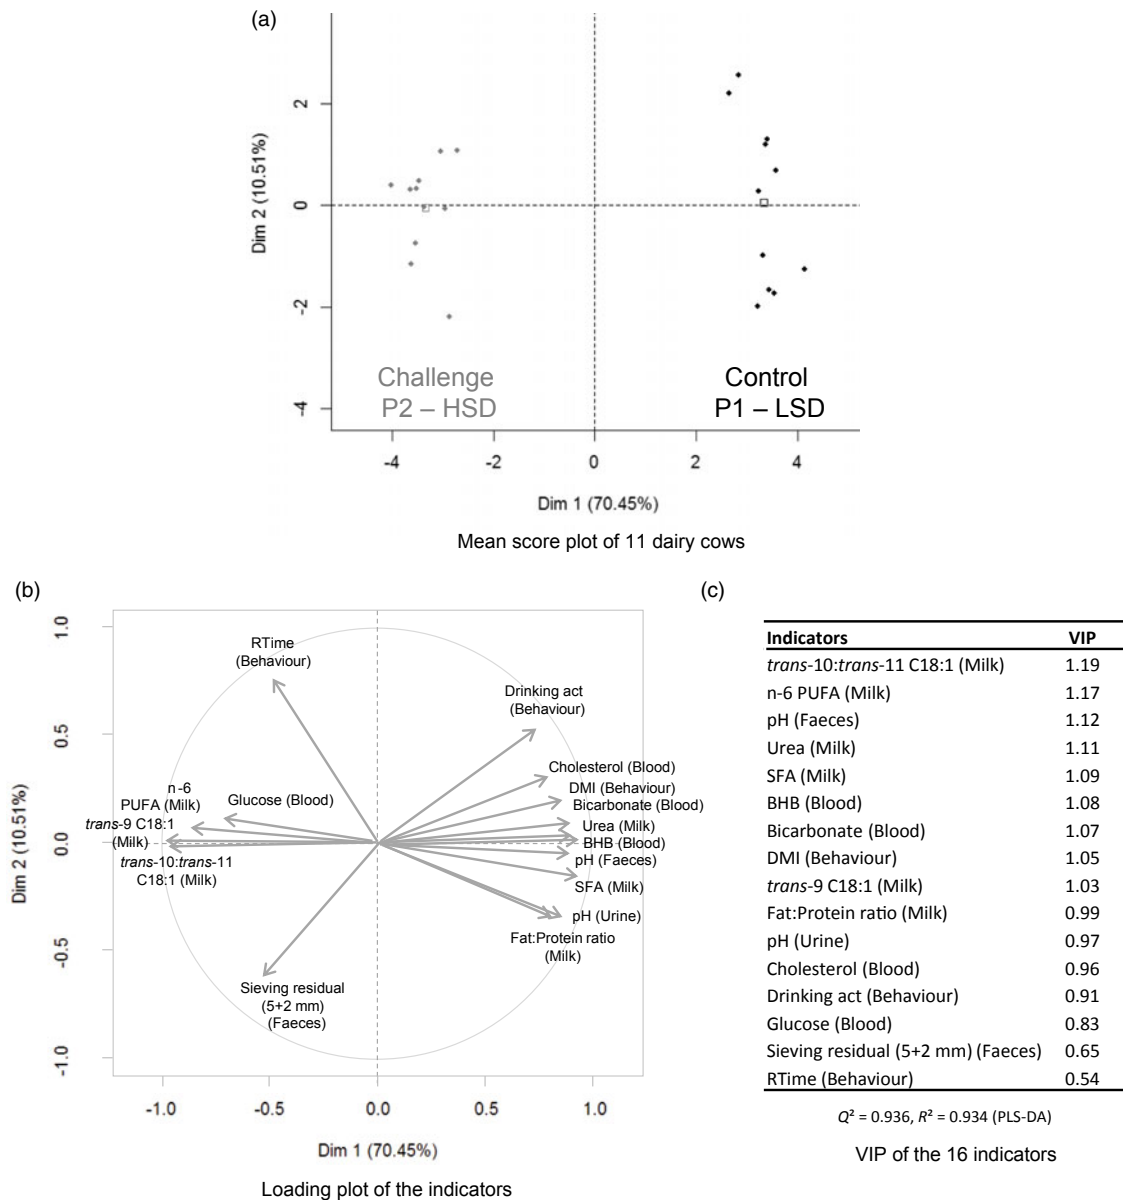 (a)
Dim 2 (10.51%)
2
0
-2
-4
Challenge
P2 – HSD
Control
P1 – LSD
-4
-2
0
2
4
Dim 1 (70.45%)
Mean score plot of 11 dairy cows
(b)
Dim 2 (10.51%)
1.0
0.5
0.0
-0.5
-1.0
RTime
(Behaviour)
Drinking act
(Behaviour)
Cholesterol (Blood)
DMI (Behaviour)
Bicarbonate (Blood)
Urea (Milk)
BHB (Blood)
pH (Faeces)
SFA (Milk)
pH (Urine)
Fat:Protein ratio
(Milk)
n-6
PUFA (Milk)
Glucose (Blood)
trans-9 C18:1
(Milk)
trans-10:trans-11
C18:1 (Milk)
Sieving residual
(5+2 mm)
(Faeces)
-1.0
-0.5
0.0
0.5
1.0
Dim 1 (70.45%)
Loading plot of the indicators
(c)
Indicators VIP
trans-10:trans-11 C18:1 (Milk) 1.19
n-6 PUFA (Milk) 1.17
pH (Faeces) 1.12
Urea (Milk) 1.11
SFA (Milk) 1.09
BHB (Blood) 1.08
Bicarbonate (Blood) 1.07
DMI (Behaviour) 1.05
trans-9 C18:1 (Milk) 1.03
Fat:Protein ratio (Milk) 0.99
pH (Urine) 0.97
Cholesterol (Blood) 0.96
Drinking act (Behaviour) 0.91
Glucose (Blood) 0.83
Sieving residual (5+2 mm) (Faeces) 0.65
RTime (Behaviour) 0.54
Q² = 0.936, R² = 0.934 (PLS-DA)
VIP of the 16 indicators